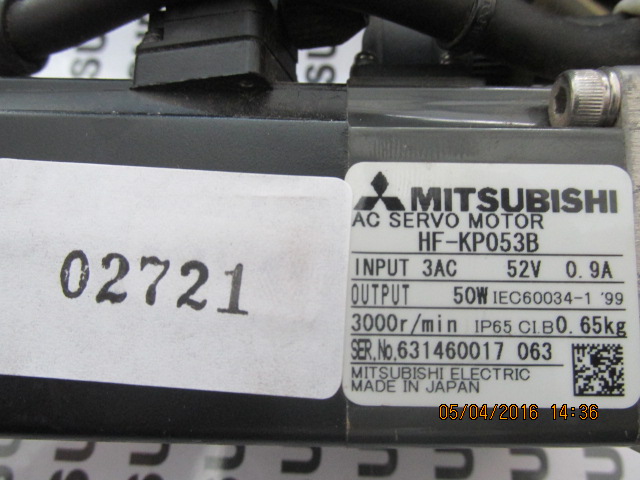 02721
MITSUBISHI
AC SERVO MOTOR
HF-KP053B
INPUT 3AC 52V 0.9A
OUTPUT 50W IEC60034-1 '99
3000r/min IP65 CI.B 0.65kg
SER.No.631460017 063
MITSUBISHI ELECTRIC
MADE IN JAPAN
05/04/2016 14:36